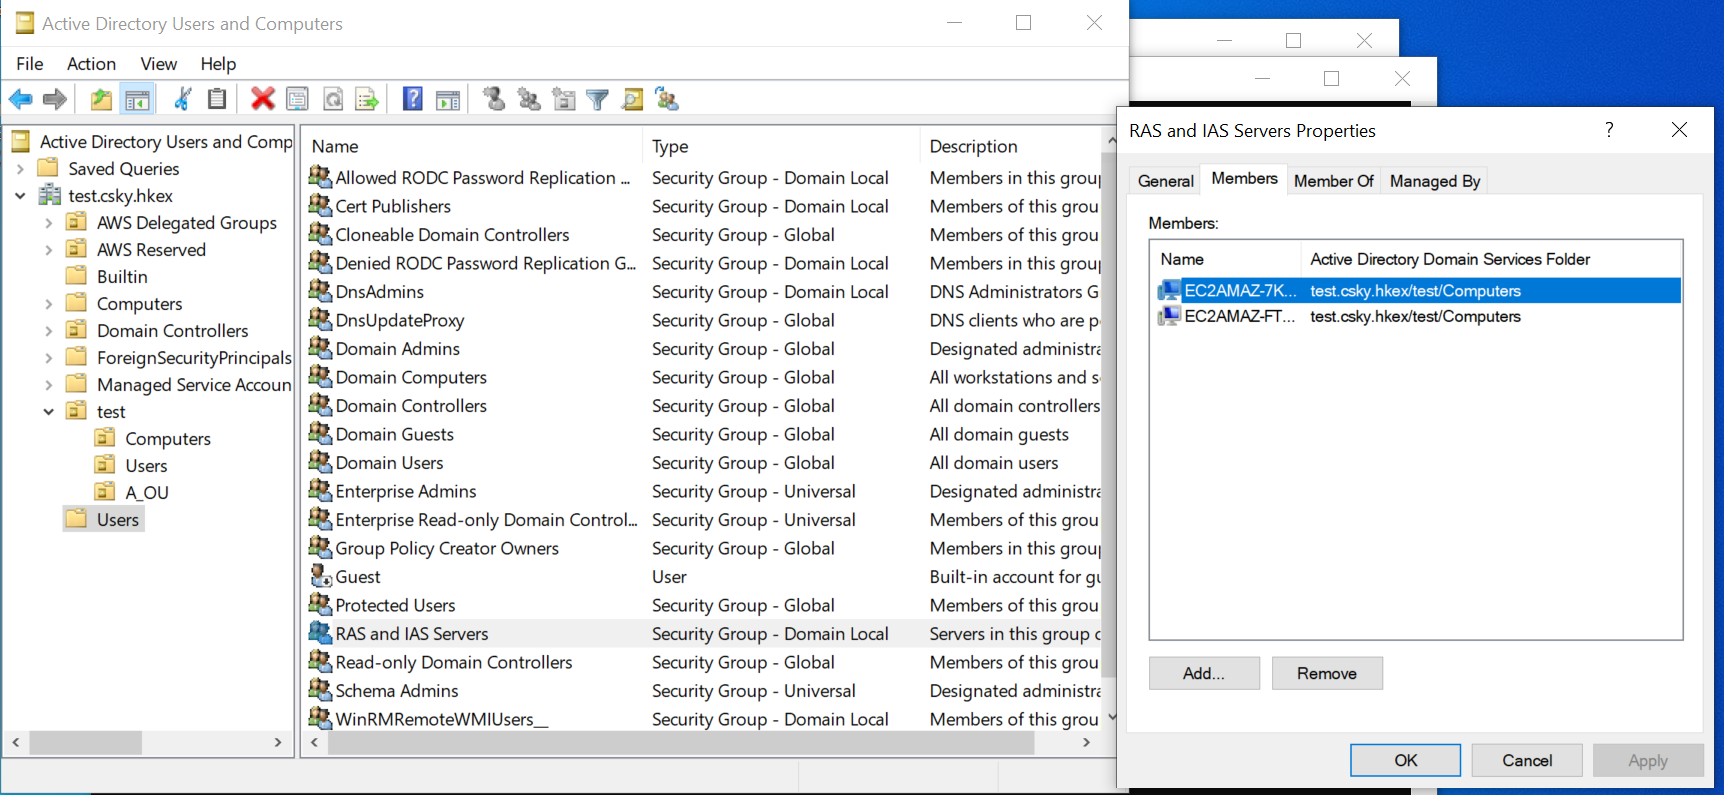 Active Directory Users and Computers
File Action View Help
Active Directory Users and Comp
Saved Queries
test.csky.hkex
AWS Delegated Groups
AWS Reserved
Builtin
Computers
Domain Controllers
ForeignSecurityPrincipals
Managed Service Accoun
test
Computers
Users
A_OU
Users
Name Type Description
Allowed RODC Password Replication ... Security Group - Domain Local Members in this group
Cert Publishers Security Group - Domain Local Members of this grou
Cloneable Domain Controllers Security Group - Global Members of this grou
Denied RODC Password Replication G... Security Group - Domain Local Members in this group
DnsAdmins Security Group - Domain Local DNS Administrators G
DnsUpdateProxy Security Group - Global DNS clients who are p
Domain Admins Security Group - Global Designated administra
Domain Computers Security Group - Global All workstations and s
Domain Controllers Security Group - Global All domain controllers
Domain Guests Security Group - Global All domain guests
Domain Users Security Group - Global All domain users
Enterprise Admins Security Group - Universal Designated administra
Enterprise Read-only Domain Control... Security Group - Universal Members of this grou
Group Policy Creator Owners Security Group - Global Members in this group
Guest User Built-in account for gu
Protected Users Security Group - Global Members of this grou
RAS and IAS Servers Security Group - Domain Local Servers in this group c
Read-only Domain Controllers Security Group - Global Members of this grou
Schema Admins Security Group - Universal Designated administra
WinRMRemoteWMIUsers__ Security Group - Domain Local Members of this grou
RAS and IAS Servers Properties
General Members Member Of Managed By
Members:
Name Active Directory Domain Services Folder
EC2AMAZ-7K... test.csky.hkex/test/Computers
EC2AMAZ-FT... test.csky.hkex/test/Computers
Add... Remove
OK Cancel Apply